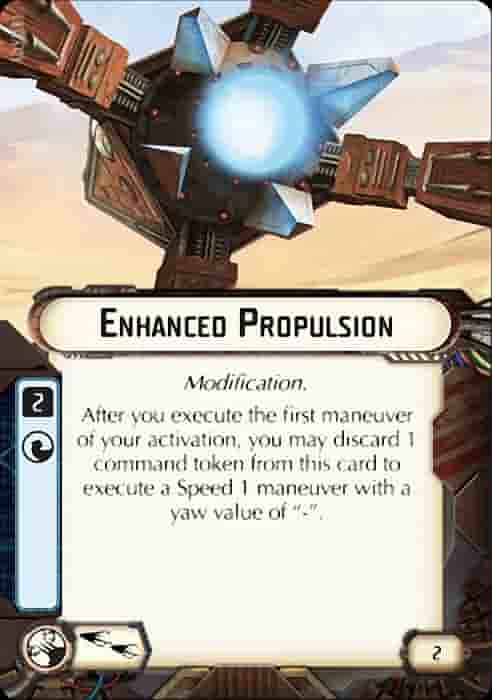 Enhanced Propulsion
Modification.
After you execute the first maneuver
of your activation, you may discard 1
command token from this card to
execute a Speed 1 maneuver with a
yaw value of "-".
2
2